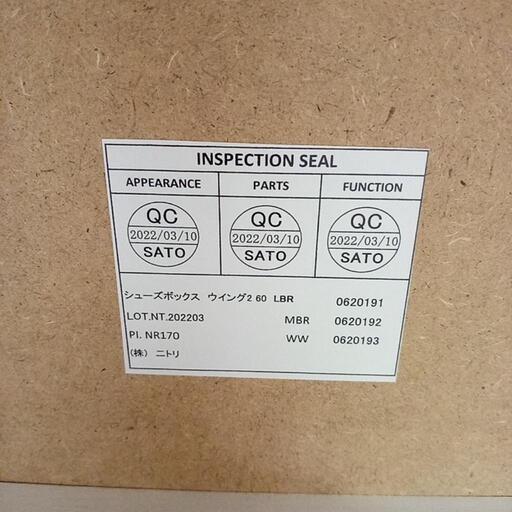 INSPECTION SEAL
APPEARANCE PARTS FUNCTION
QC QC QC
2022/03/10 2022/03/10 2022/03/10
SATO SATO SATO
シューズボックス ウイング2 60 LBR 0620191
LOT.NT.202203 MBR 0620192
PI. NR170 WW 0620193
(株) ニトリ